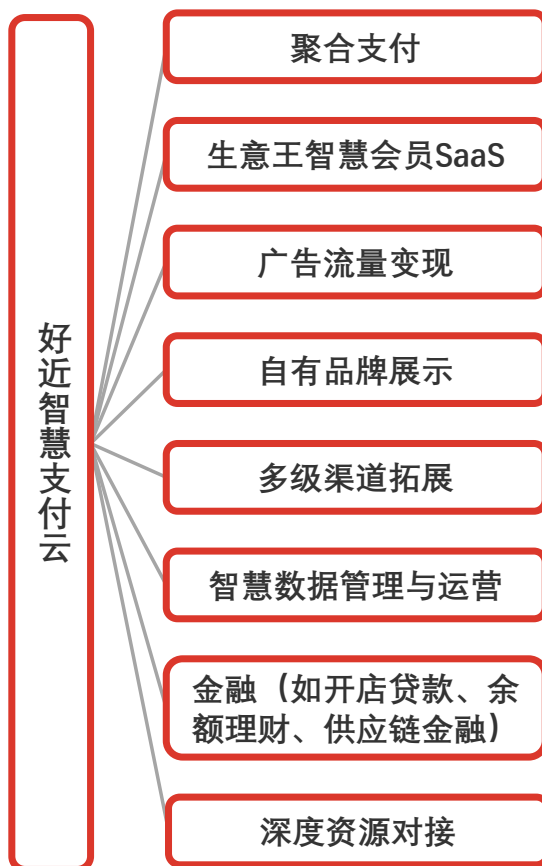 好近智慧支付云
聚合支付
生意王智慧会员SaaS
广告流量变现
自有品牌展示
多级渠道拓展
智慧数据管理与运营
金融（如开店贷款、余
额理财、供应链金融）
深度资源对接